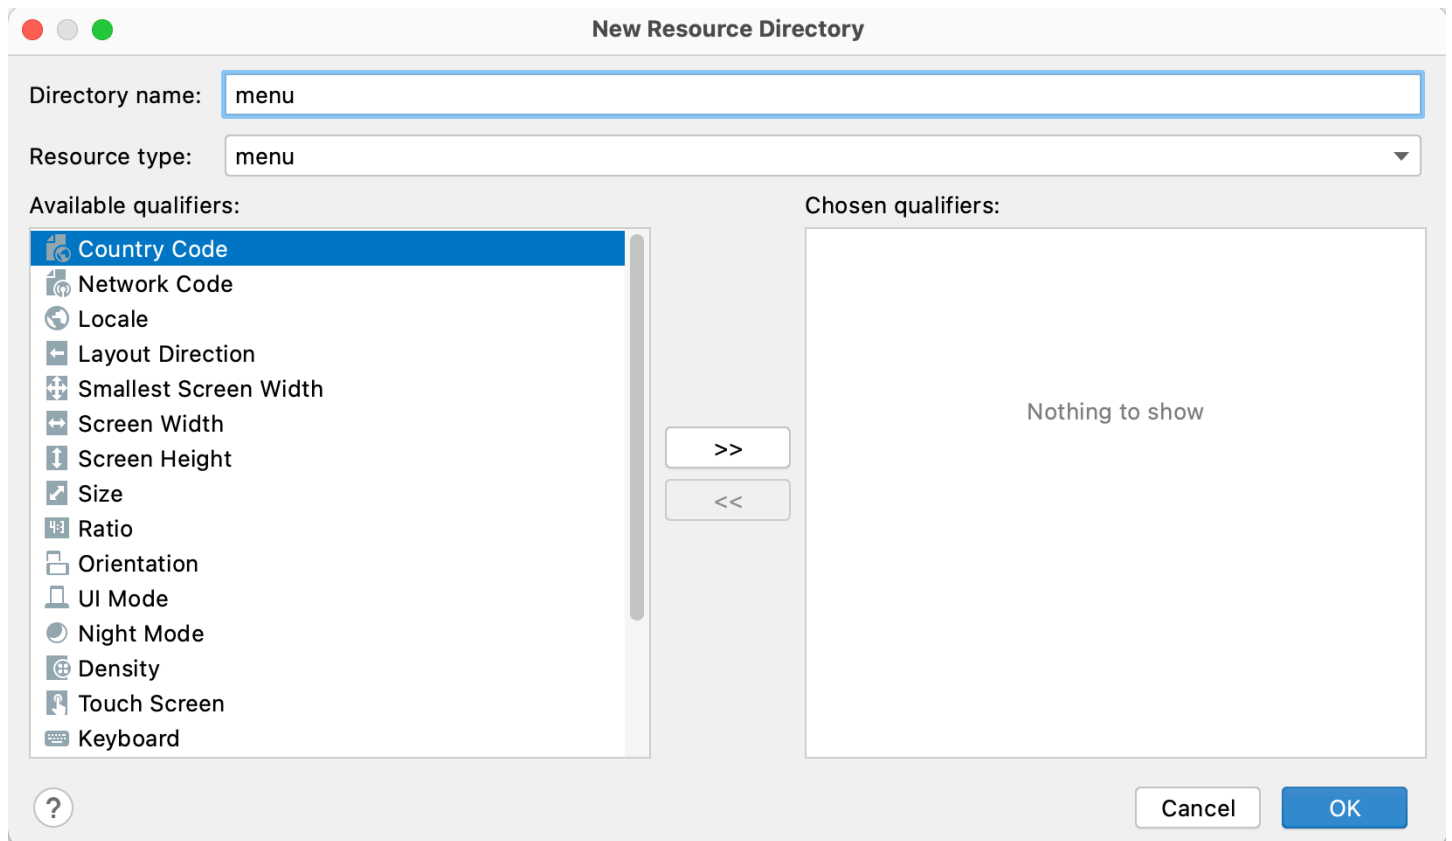 New Resource Directory
Directory name: menu
Resource type: menu
Available qualifiers:
Country Code
Network Code
Locale
Layout Direction
Smallest Screen Width
Screen Width
Screen Height
Size
4:3 Ratio
Orientation
UI Mode
Night Mode
Density
Touch Screen
Keyboard
>>
<<
Chosen qualifiers:
Nothing to show
?
Cancel
OK